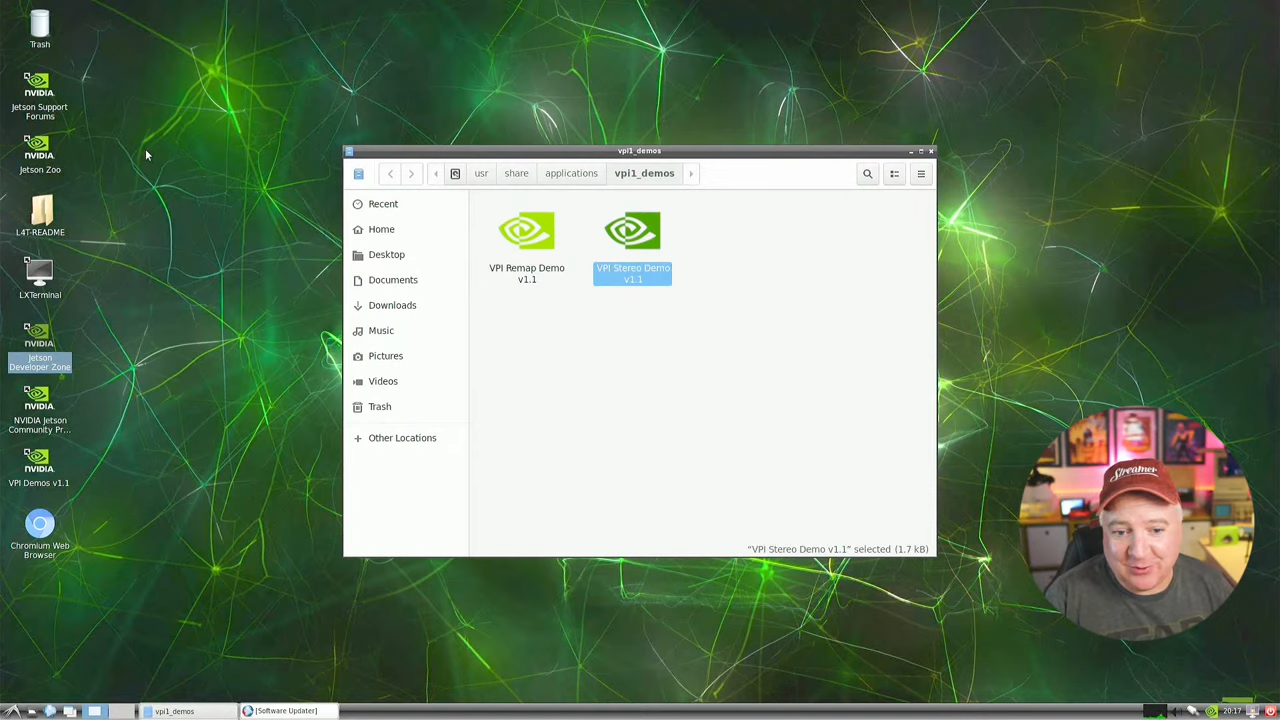 Trash
NVIDIA
Jetson Support
Forums
NVIDIA
Jetson Zoo
L4T-README
LXTerminal
NVIDIA
Jetson
Developer Zone
NVIDIA
NVIDIA Jetson
Community Pr...
NVIDIA
VPI Demos v1.1
Chromium Web
Browser
vpi1_demos
usr
share
applications
vpi1_demos
Recent
Home
Desktop
Documents
Downloads
Music
Pictures
Videos
Trash
Other Locations
VPI Remap Demo
v1.1
VPI Stereo Demo
v1.1
"VPI Stereo Demo v1.1" selected (1.7 kB)
Streamer
vpi1_demos
[Software Updater]
20:17